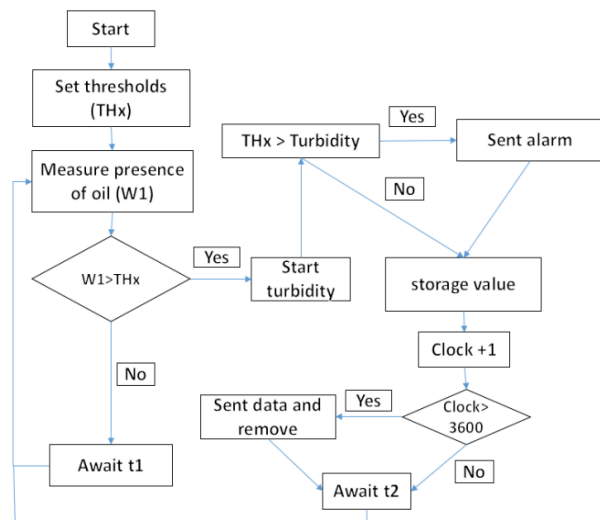 Start
Set thresholds
(THx)
Measure presence
of oil (W1)
W1>THx
Yes
Start
turbidity
THx > Turbidity
Yes
Sent alarm
No
storage value
Clock +1
Clock>
3600
Yes
Sent data and
remove
No
Await t2
No
Await t1